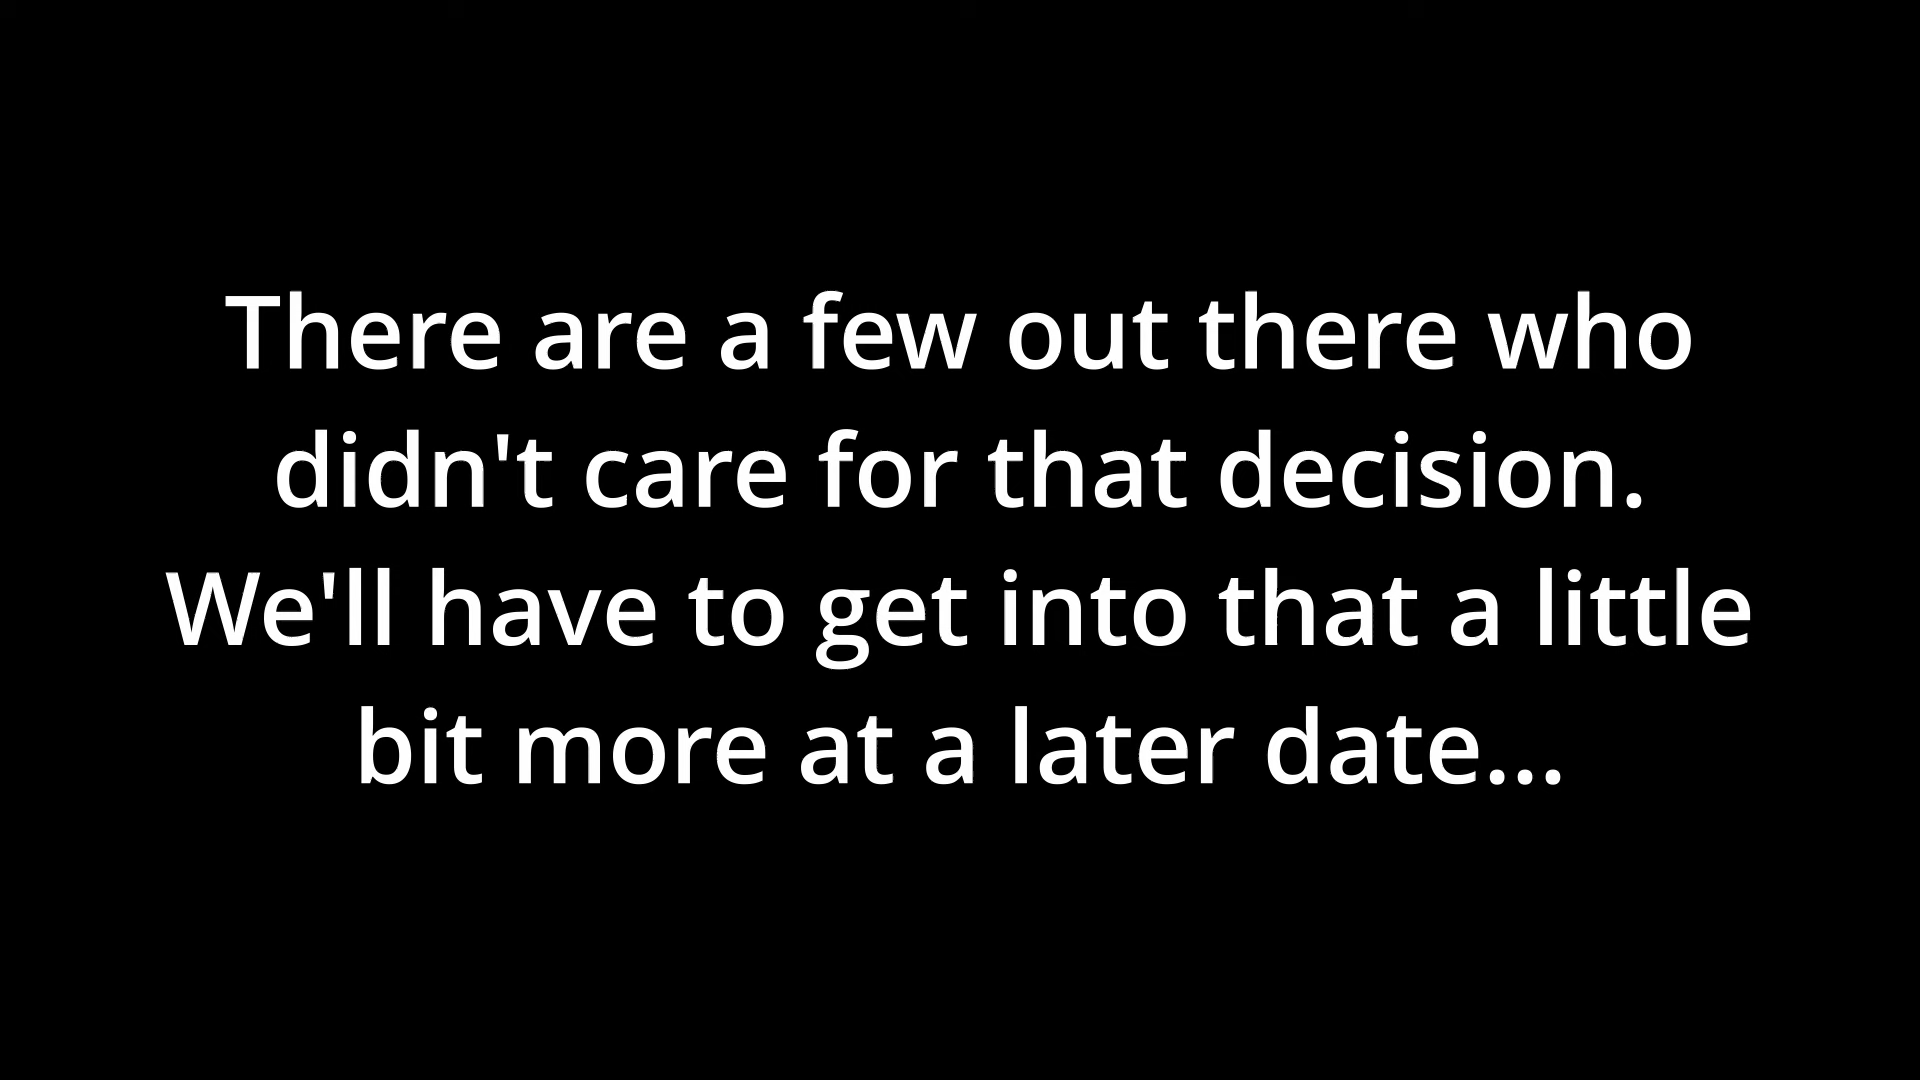 There are a few out there who
didn't care for that decision.
We'll have to get into that a little
bit more at a later date...